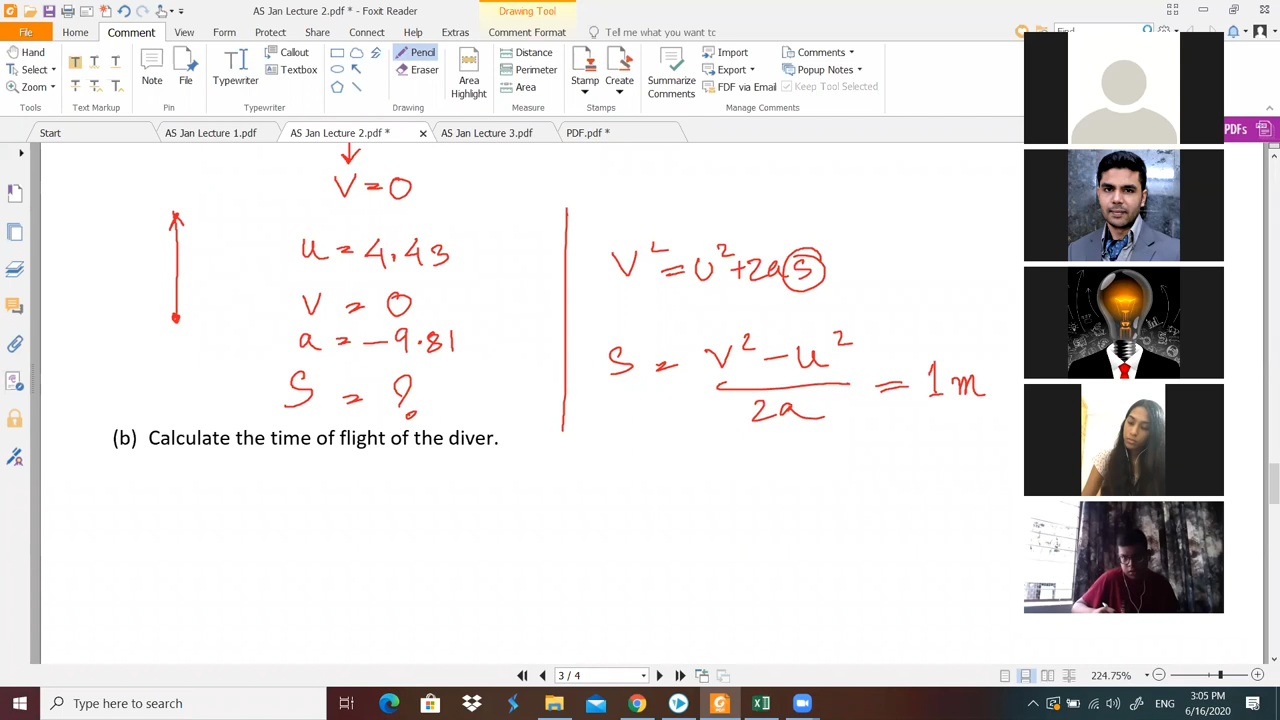 AS Jan Lecture 2.pdf * - Foxit Reader
Drawing Tool
File Home Comment View Form Protect Share Connect Help Extras Comment Format Tell me what you want tc Find
Hand
Select
Zoom
Tools
Text Markup
Note
File
Pin
Typewriter
Callout
Textbox
Typewriter
Pencil
Eraser
Drawing
Area Highlight
Distance
Perimeter
Area
Measure
Stamp
Create
Stamps
Summarize Comments
Import
Export
FDF via Email
Comments
Popup Notes
Keep Tool Selected
Manage Comments
Start AS Jan Lecture 1.pdf AS Jan Lecture 2.pdf * AS Jan Lecture 3.pdf PDF.pdf * PDFs
V = 0
u = 4.43
V = 0
a = -9.81
S = ?
V² = U² + 2aS
S = V² - u² / 2a = 1m
(b) Calculate the time of flight of the diver.
3 / 4
224.75%
Type here to search
ENG
3:05 PM
6/16/2020